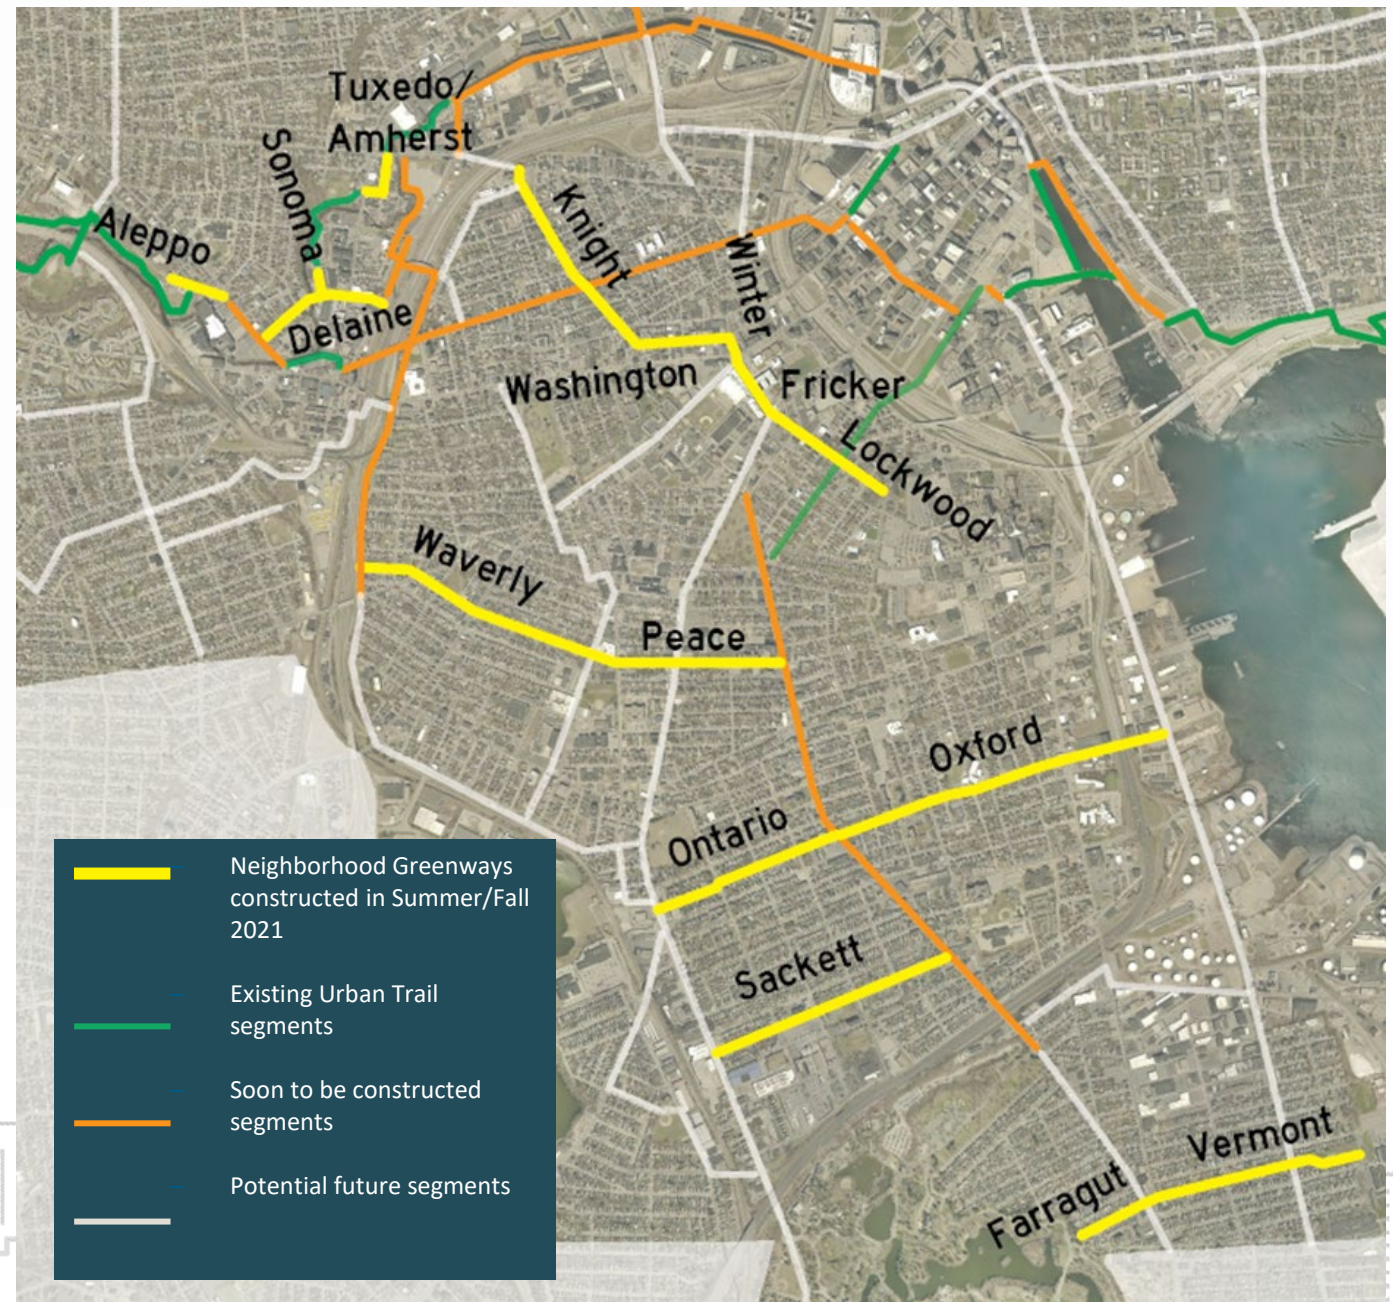 Tuxedo/
Amherst
Sonoma
Aleppo
Knight
Winter
Delaine
Washington
Fricker
Lockwood
Waverly
Peace
Oxford
Ontario
Sackett
Vermont
Farragut
Neighborhood Greenways
constructed in Summer/Fall
2021
Existing Urban Trail
segments
Soon to be constructed
segments
Potential future segments